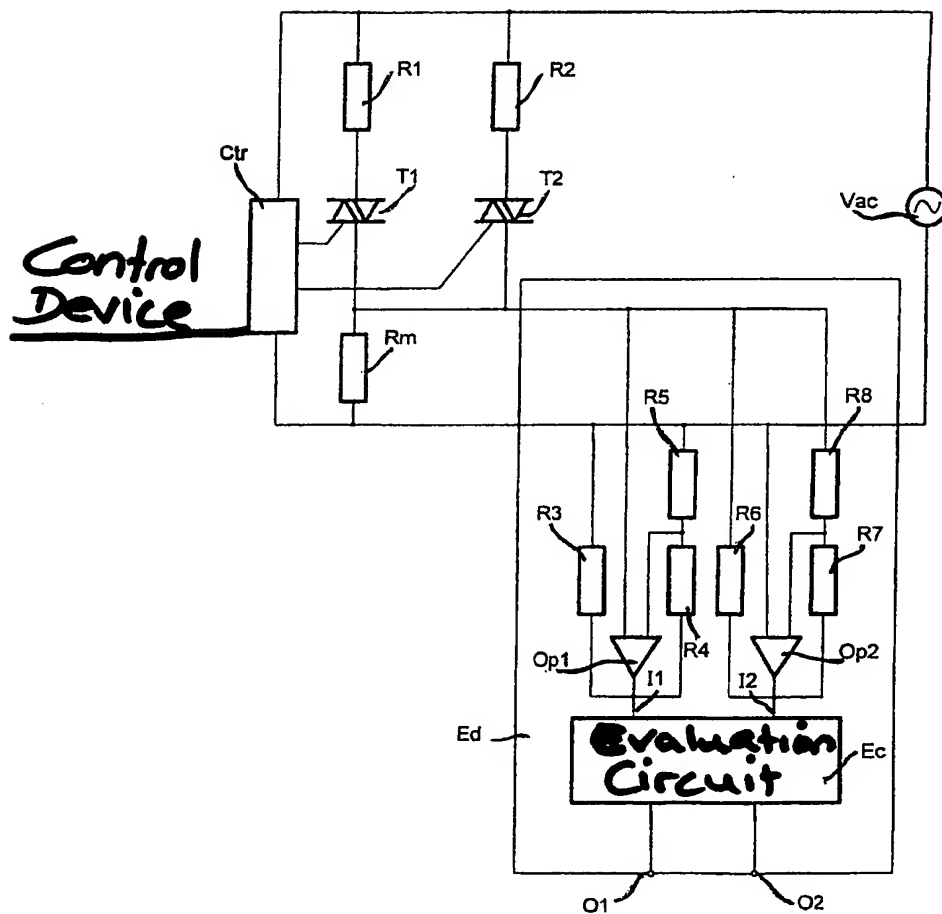 R1
R2
Ctr
T1
T2
Vac
Control
Device
Rm
R5
R8
R3
R6
R7
R4
Op1
Op2
I1
I2
Ed
Evaluation
Circuit
Ec
O1
O2